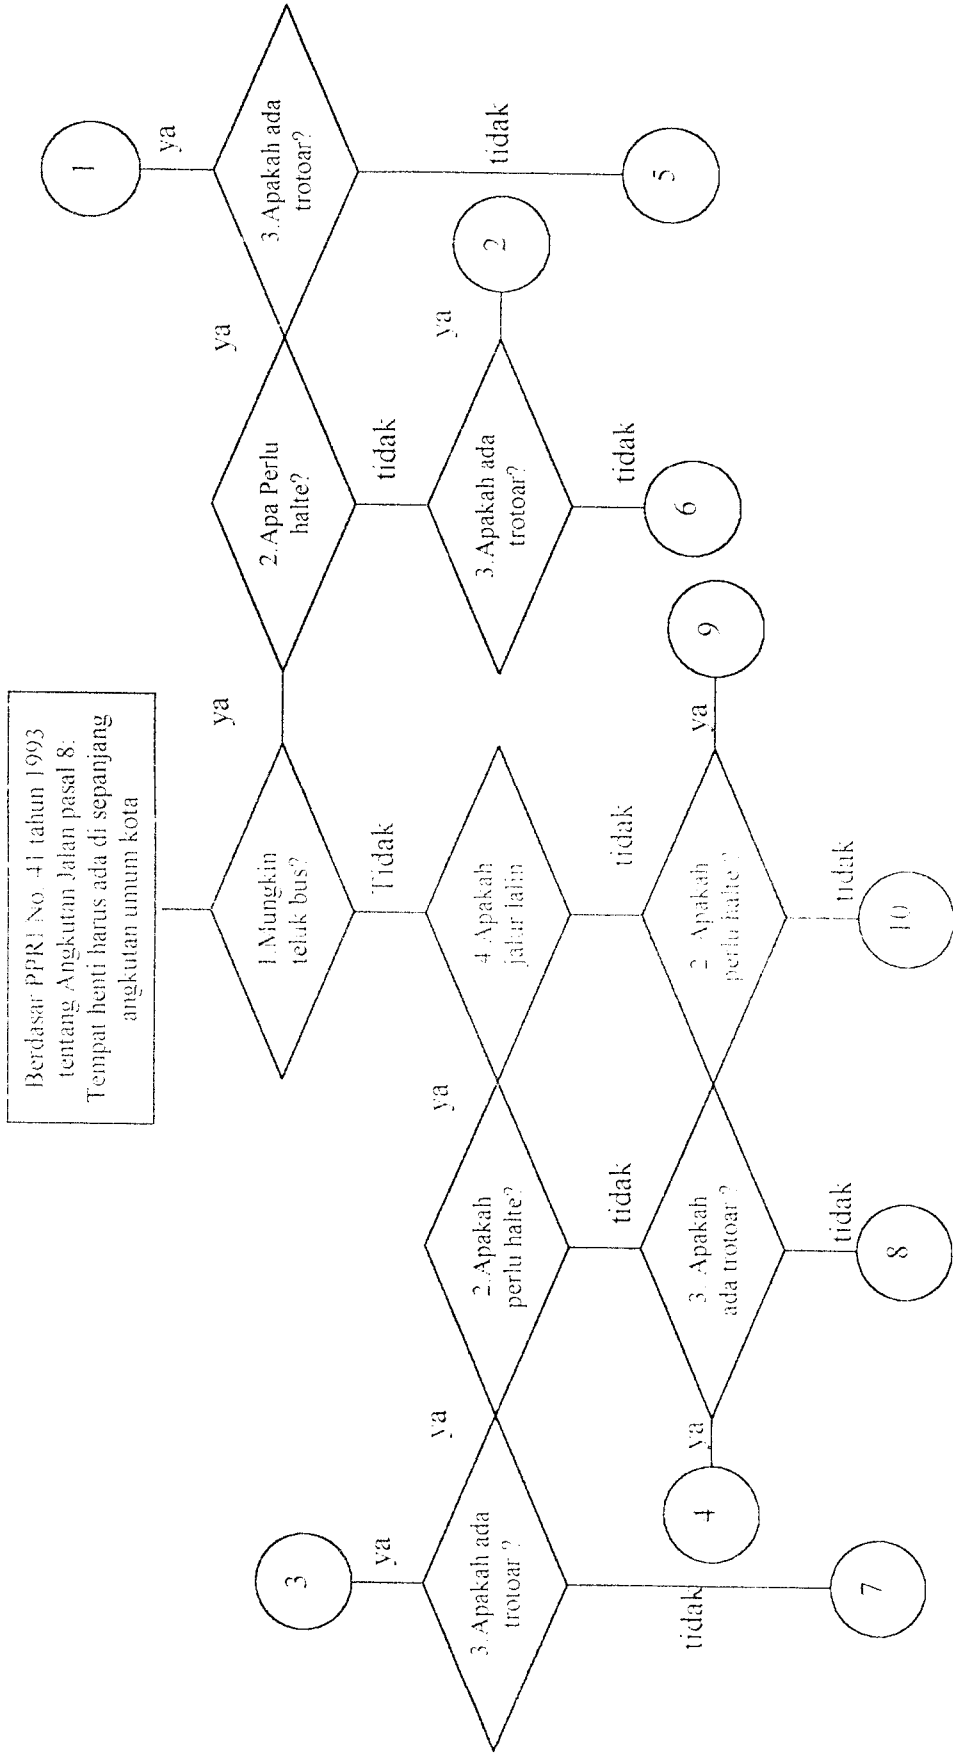 Berdasar PPRI No. 41 tahun 1993
tentang Angkutan Jalan pasal 8:
Tempat henti harus ada di sepanjang
angkutan umum kota
1.Mungkin
teluk bus?
ya
2.Apa Perlu
halte?
ya
3.Apakah ada
trotoar?
ya
1
tidak
5
tidak
3.Apakah ada
trotoar?
ya
2
tidak
6
Tidak
4 Apakah
jalur lalin
ya
2.Apakah
perlu halte?
ya
3.Apakah ada
trotoar ?
ya
3
tidak
7
tidak
3. Apakah
ada trotoar ?
ya
4
tidak
8
tidak
2 Apakah
perlu halte ?
ya
9
tidak
10